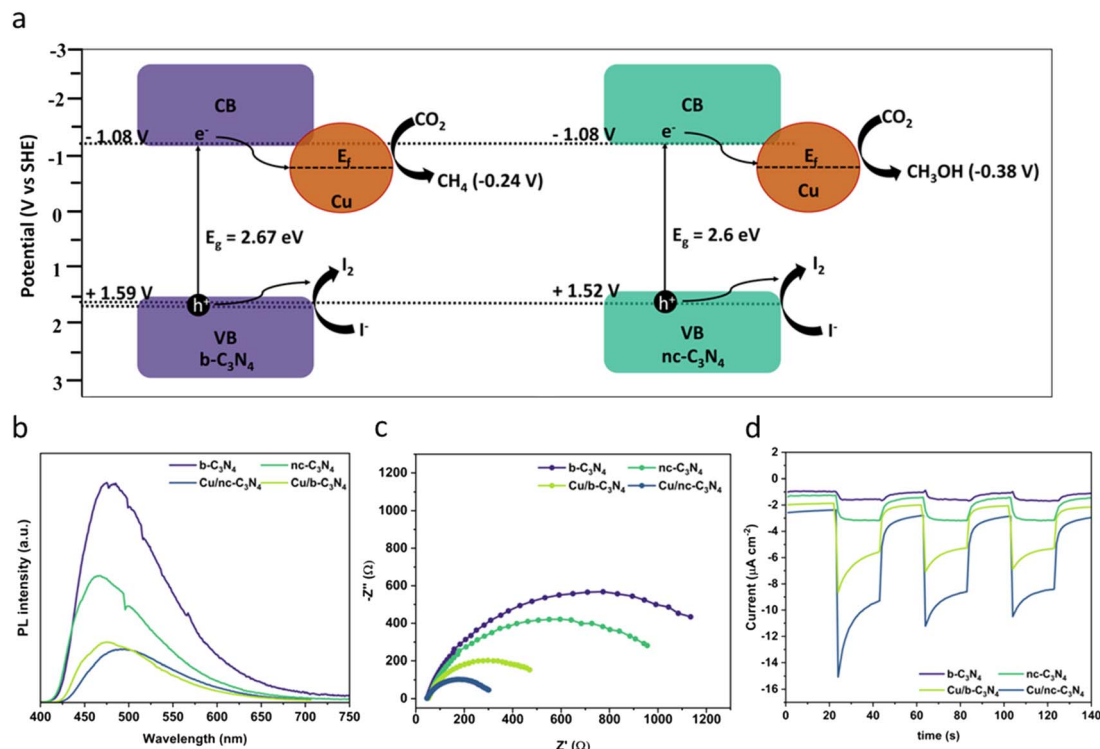 a
Potential (V vs SHE)
-3
-2
-1
0
1
2
3
CB
CB
- 1.08 V
e⁻
CO₂
- 1.08 V
e⁻
CO₂
E_f
E_f
CH₄ (-0.24 V)
CH₃OH (-0.38 V)
Cu
Cu
E_g = 2.67 eV
E_g = 2.6 eV
I₂
I₂
+ 1.59 V
h⁺
+ 1.52 V
h⁺
VB
I⁻
VB
I⁻
b-C₃N₄
nc-C₃N₄
b
b-C₃N₄ nc-C₃N₄
Cu/nc-C₃N₄ Cu/b-C₃N₄
PL intensity (a.u.)
400 450 500 550 600 650 700 750
Wavelength (nm)
c
b-C₃N₄ nc-C₃N₄
Cu/b-C₃N₄ Cu/nc-C₃N₄
-Z'' (Ω)
1000
800
600
400
200
0
0 200 400 600 800 1000 1200
Z' (Ω)
d
Current (μA cm⁻²)
2
0
-2
-4
-6
-8
-10
-12
-14
-16
b-C₃N₄ nc-C₃N₄
Cu/b-C₃N₄ Cu/nc-C₃N₄
0 20 40 60 80 100 120 140
time (s)